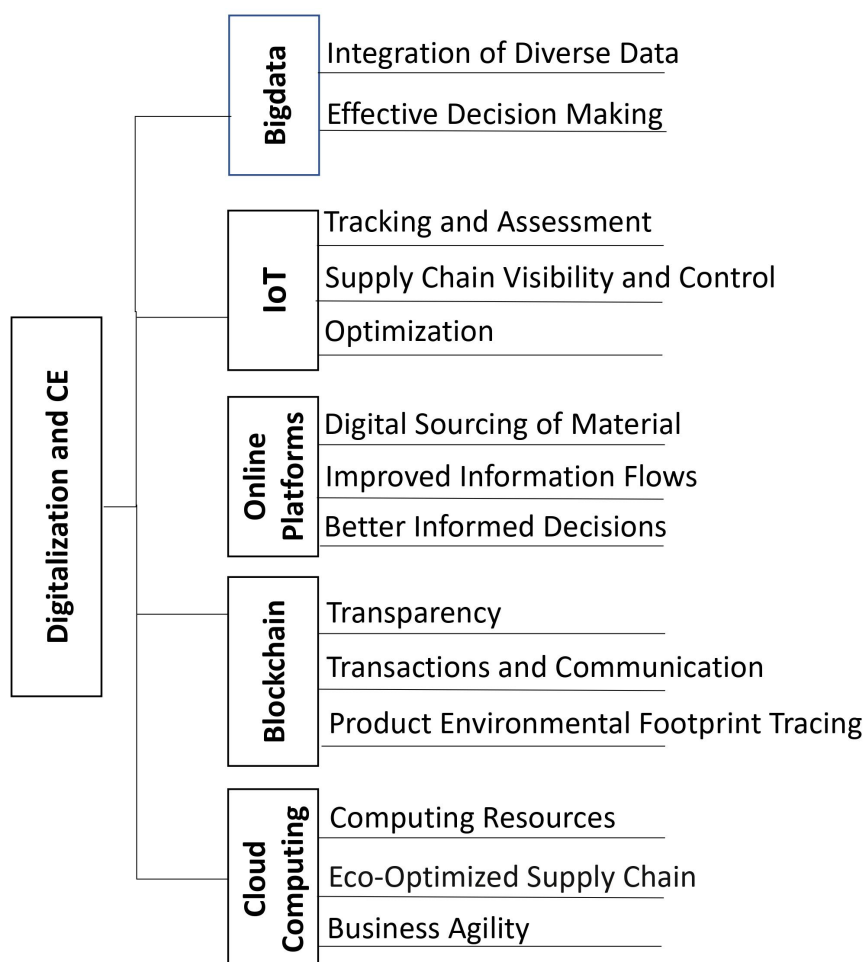 Digitalization and CE
Bigdata
Integration of Diverse Data
Effective Decision Making
IoT
Tracking and Assessment
Supply Chain Visibility and Control
Optimization
Online
Platforms
Digital Sourcing of Material
Improved Information Flows
Better Informed Decisions
Blockchain
Transparency
Transactions and Communication
Product Environmental Footprint Tracing
Cloud
Computing
Computing Resources
Eco-Optimized Supply Chain
Business Agility